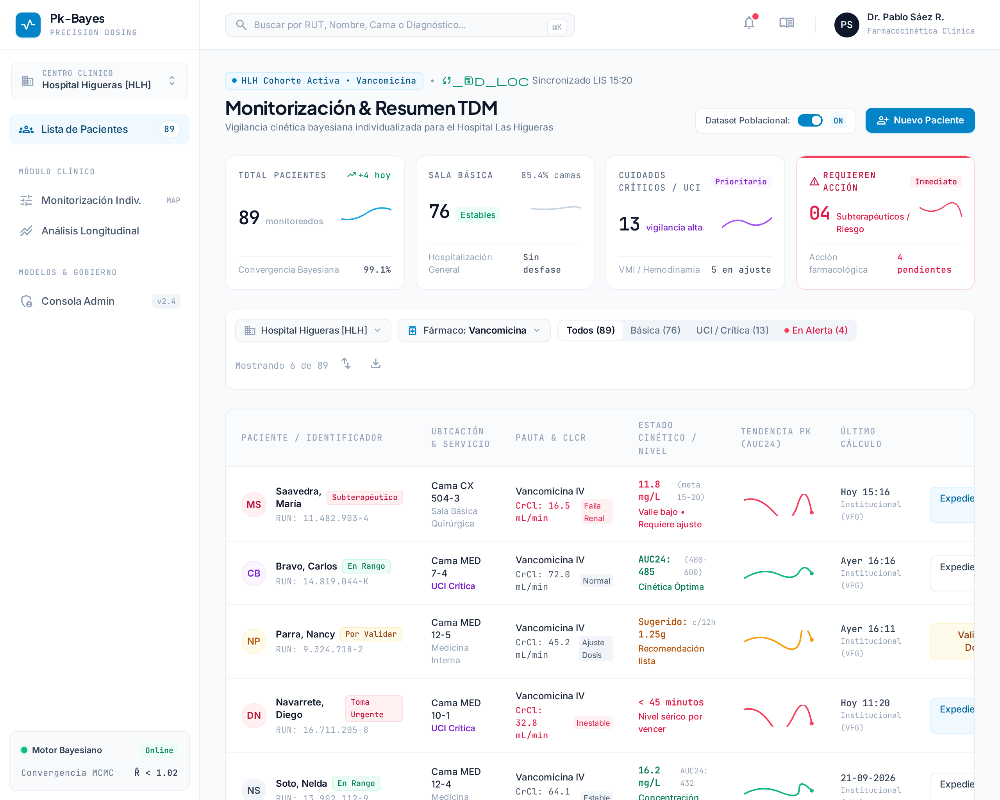 Pk-Bayes
PRECISION DOSING
Buscar por RUT, Nombre, Cama o Diagnóstico...
⌘K
PS
Dr. Pablo Sáez R.
Farmacocinética Clínica
CENTRO CLINICO
Hospital Higueras [HLH]
Lista de Pacientes
89
MÓDULO CLÍNICO
Monitorización Indiv.
MAP
Análisis Longitudinal
MODELOS & GOBIERNO
Consola Admin
v2.4
Motor Bayesiano
Online
Convergencia MCMC
R̂ < 1.02
HLH Cohorte Activa • Vancomicina
• _D_LOC Sincronizado LIS 15:20
Monitorización & Resumen TDM
Vigilancia cinética bayesiana individualizada para el Hospital Las Higueras
Dataset Poblacional:
ON
Nuevo Paciente
TOTAL PACIENTES
+4 hoy
89 monitoreados
Convergencia Bayesiana
99.1%
SALA BÁSICA
85.4% camas
76 Estables
Hospitalización
General
Sin
desfase
CUIDADOS
CRÍTICOS / UCI
Prioritario
13 vigilancia alta
VMI / Hemodinamia
5 en ajuste
REQUIEREN
ACCIÓN
Inmediato
04 Subterapéuticos /
Riesgo
Acción
farmacológica
4
pendientes
Hospital Higueras [HLH]
Fármaco: Vancomicina
Todos (89)
Básica (76)
UCI / Crítica (13)
En Alerta (4)
Mostrando 6 de 89
PACIENTE / IDENTIFICADOR
UBICACIÓN
& SERVICIO
PAUTA & CLCR
ESTADO
CINÉTICO /
NIVEL
TENDENCIA PK
(AUC24)
ÚLTIMO
CÁLCULO
MS
Saavedra,
María
Subterapéutico
RUN: 11.482.903-4
Cama CX
504-3
Sala Básica
Quirúrgica
Vancomicina IV
CrCl: 16.5
mL/min
Falla
Renal
11.8
mg/L
(meta
15-20)
Valle bajo •
Requiere ajuste
Hoy 15:16
Institucional
(VFG)
Expedie
CB
Bravo, Carlos
En Rango
RUN: 14.819.044-K
Cama MED
7-4
UCI Crítica
Vancomicina IV
CrCl: 72.0
mL/min
Normal
AUC24:
485
(400-
600)
Cinética Óptima
Ayer 16:16
Institucional
(VFG)
Expedie
NP
Parra, Nancy
Por Validar
RUN: 9.324.718-2
Cama MED
12-5
Medicina
Interna
Vancomicina IV
CrCl: 45.2
mL/min
Ajuste
Dosis
Sugerido:
1.25g
c/12h
Recomendación
lista
Ayer 16:11
Institucional
(VFG)
Vali
Do
DN
Navarrete,
Diego
Toma
Urgente
RUN: 16.711.205-8
Cama MED
10-1
UCI Crítica
Vancomicina IV
CrCl:
32.8
mL/min
Inestable
< 45 minutos
Nivel sérico por
vencer
Hoy 11:20
Institucional
(VFG)
Expedie
NS
Soto, Nelda
En Rango
RUN: 13.902.112-9
Cama MED
12-4
Medicina
Vancomicina IV
CrCl: 64.1
Estable
16.2
mg/L
AUC24:
432
Concentración
21-09-2026
Institucional
Expedie